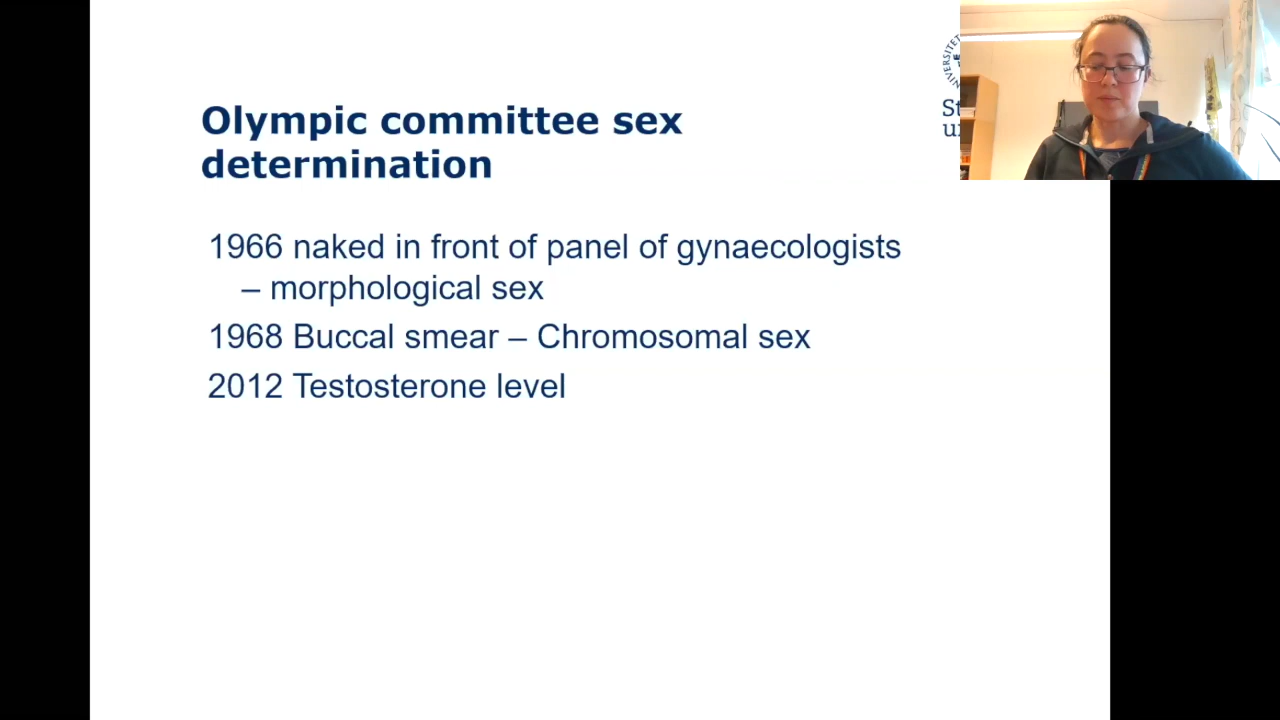 Olympic committee sex
determination
1966 naked in front of panel of gynaecologists
– morphological sex
1968 Buccal smear – Chromosomal sex
2012 Testosterone level